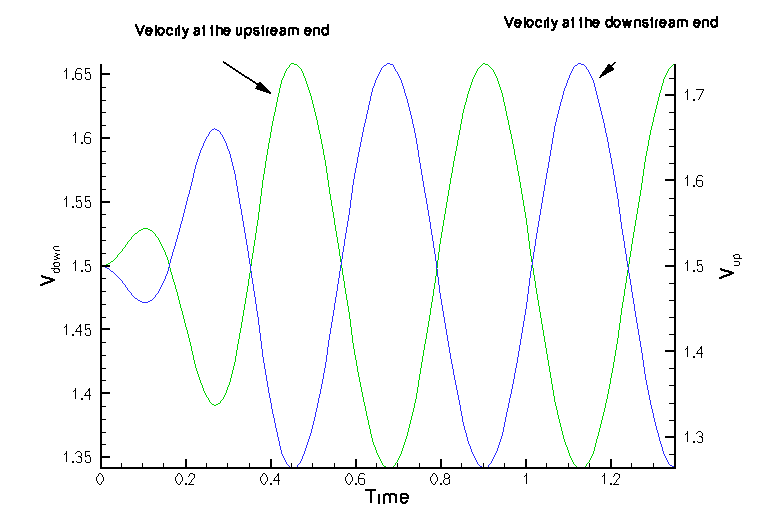 Velocity at the upstream end
Velocity at the downstream end
1.65
1.6
1.55
1.5
1.45
1.4
1.35
V down
1.7
1.6
1.5
1.4
1.3
V up
0 0.2 0.4 0.6 0.8 1 1.2
Time